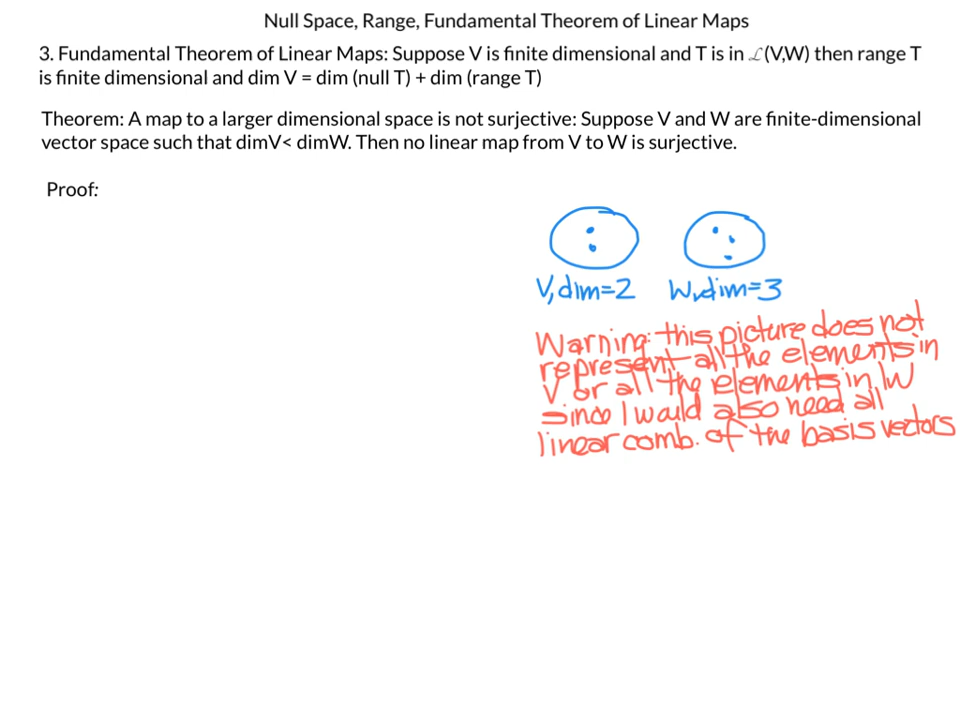 Null Space, Range, Fundamental Theorem of Linear Maps
3. Fundamental Theorem of Linear Maps: Suppose V is finite dimensional and T is in ℒ(V,W) then range T
is finite dimensional and dim V = dim (null T) + dim (range T)
Theorem: A map to a larger dimensional space is not surjective: Suppose V and W are finite-dimensional
vector space such that dimV< dimW. Then no linear map from V to W is surjective.
Proof:
V, dim=2 W, dim=3
Warning: this picture does not
represent all the elements in
V or all the elements in W
since I would also need all
linear comb. of the basis vectors